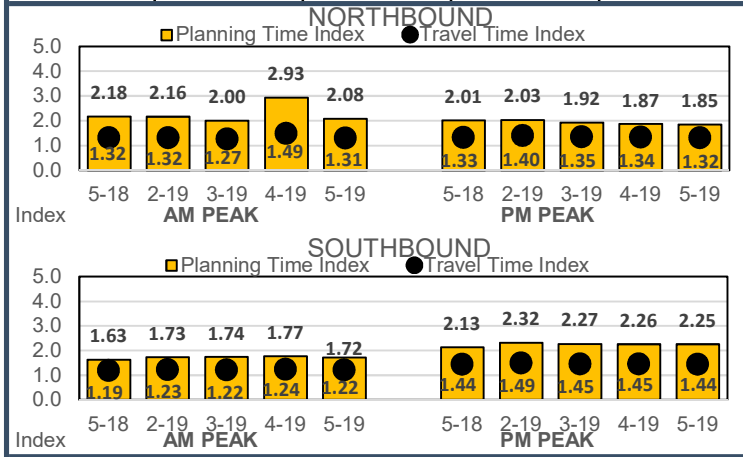 NORTHBOUND
Planning Time Index Travel Time Index
5.0
4.0
3.0
2.0
1.0
0.0
2.18 2.16 2.00 2.93 2.08 2.01 2.03 1.92 1.87 1.85
1.32 1.32 1.27 1.49 1.31 1.33 1.40 1.35 1.34 1.32
5-18 2-19 3-19 4-19 5-19 5-18 2-19 3-19 4-19 5-19
Index AM PEAK PM PEAK
SOUTHBOUND
Planning Time Index Travel Time Index
5.0
4.0
3.0
2.0
1.0
0.0
1.63 1.73 1.74 1.77 1.72 2.13 2.32 2.27 2.26 2.25
1.19 1.23 1.22 1.24 1.22 1.44 1.49 1.45 1.45 1.44
5-18 2-19 3-19 4-19 5-19 5-18 2-19 3-19 4-19 5-19
Index AM PEAK PM PEAK